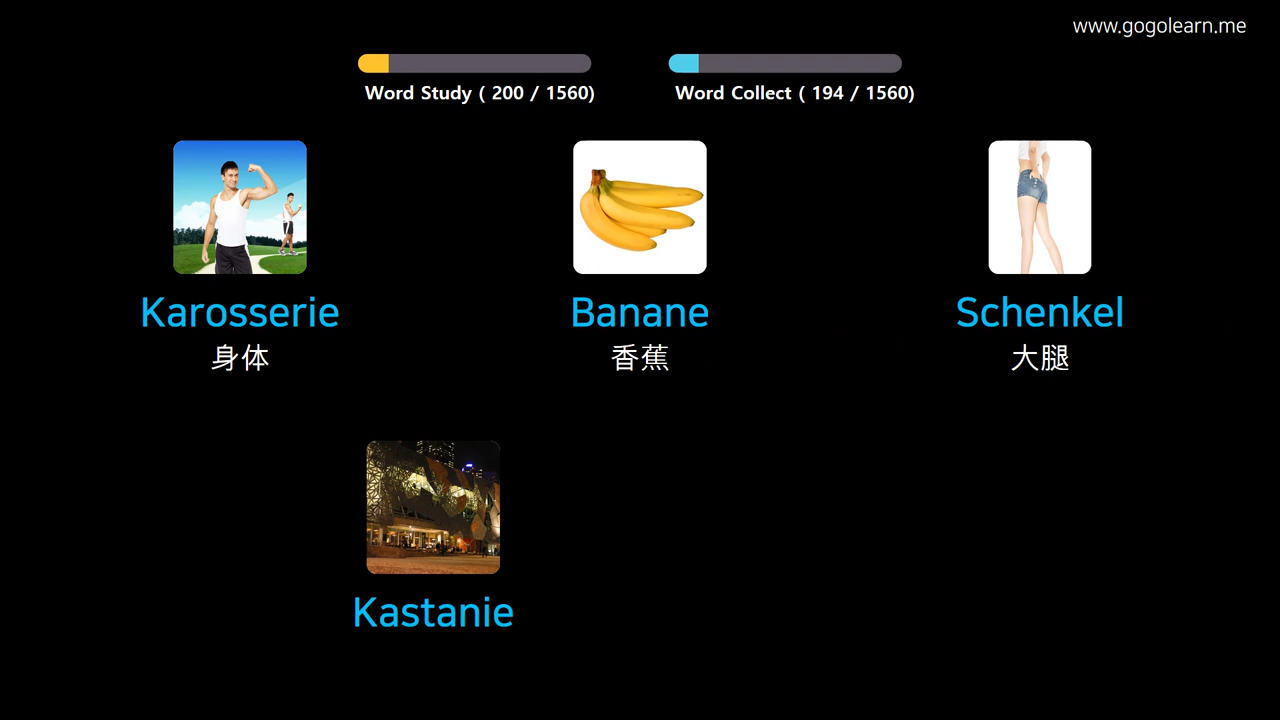 www.gogolearn.me
Word Study ( 200 / 1560)
Word Collect ( 194 / 1560)
Karosserie
身体
Banane
香蕉
Schenkel
大腿
Kastanie